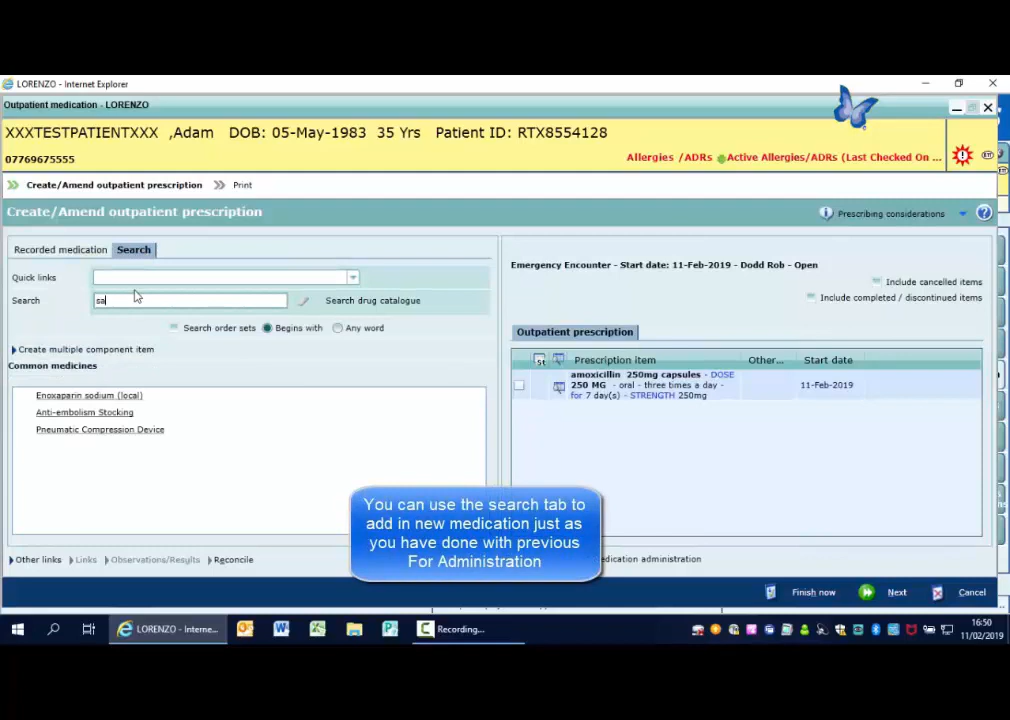 LORENZO - Internet Explorer
Outpatient medication - LORENZO
XXXTESTPATIENTXXX ,Adam DOB: 05-May-1983 35 Yrs Patient ID: RTX8554128
07769675555
Allergies /ADRs Active Allergies/ADRs (Last Checked On ...
Create/Amend outpatient prescription Print
Create/Amend outpatient prescription
Prescribing considerations
Recorded medication Search
Quick links
Search sa Search drug catalogue
Search order sets Begins with Any word
Create multiple component item
Common medicines
Enoxaparin sodium (local)
Anti-embolism Stocking
Pneumatic Compression Device
Emergency Encounter - Start date: 11-Feb-2019 - Dodd Rob - Open
Include cancelled items
Include completed / discontinued items
Outpatient prescription
Prescription item Other... Start date
amoxicillin 250mg capsules - DOSE
250 MG - oral - three times a day -
for 7 day(s) - STRENGTH 250mg
11-Feb-2019
You can use the search tab to
add in new medication just as
you have done with previous
For Administration
Other links Links Observations/Results Reconcile
medication administration
Finish now Next Cancel
LORENZO - Interne...
Recording...
16:50
11/02/2019